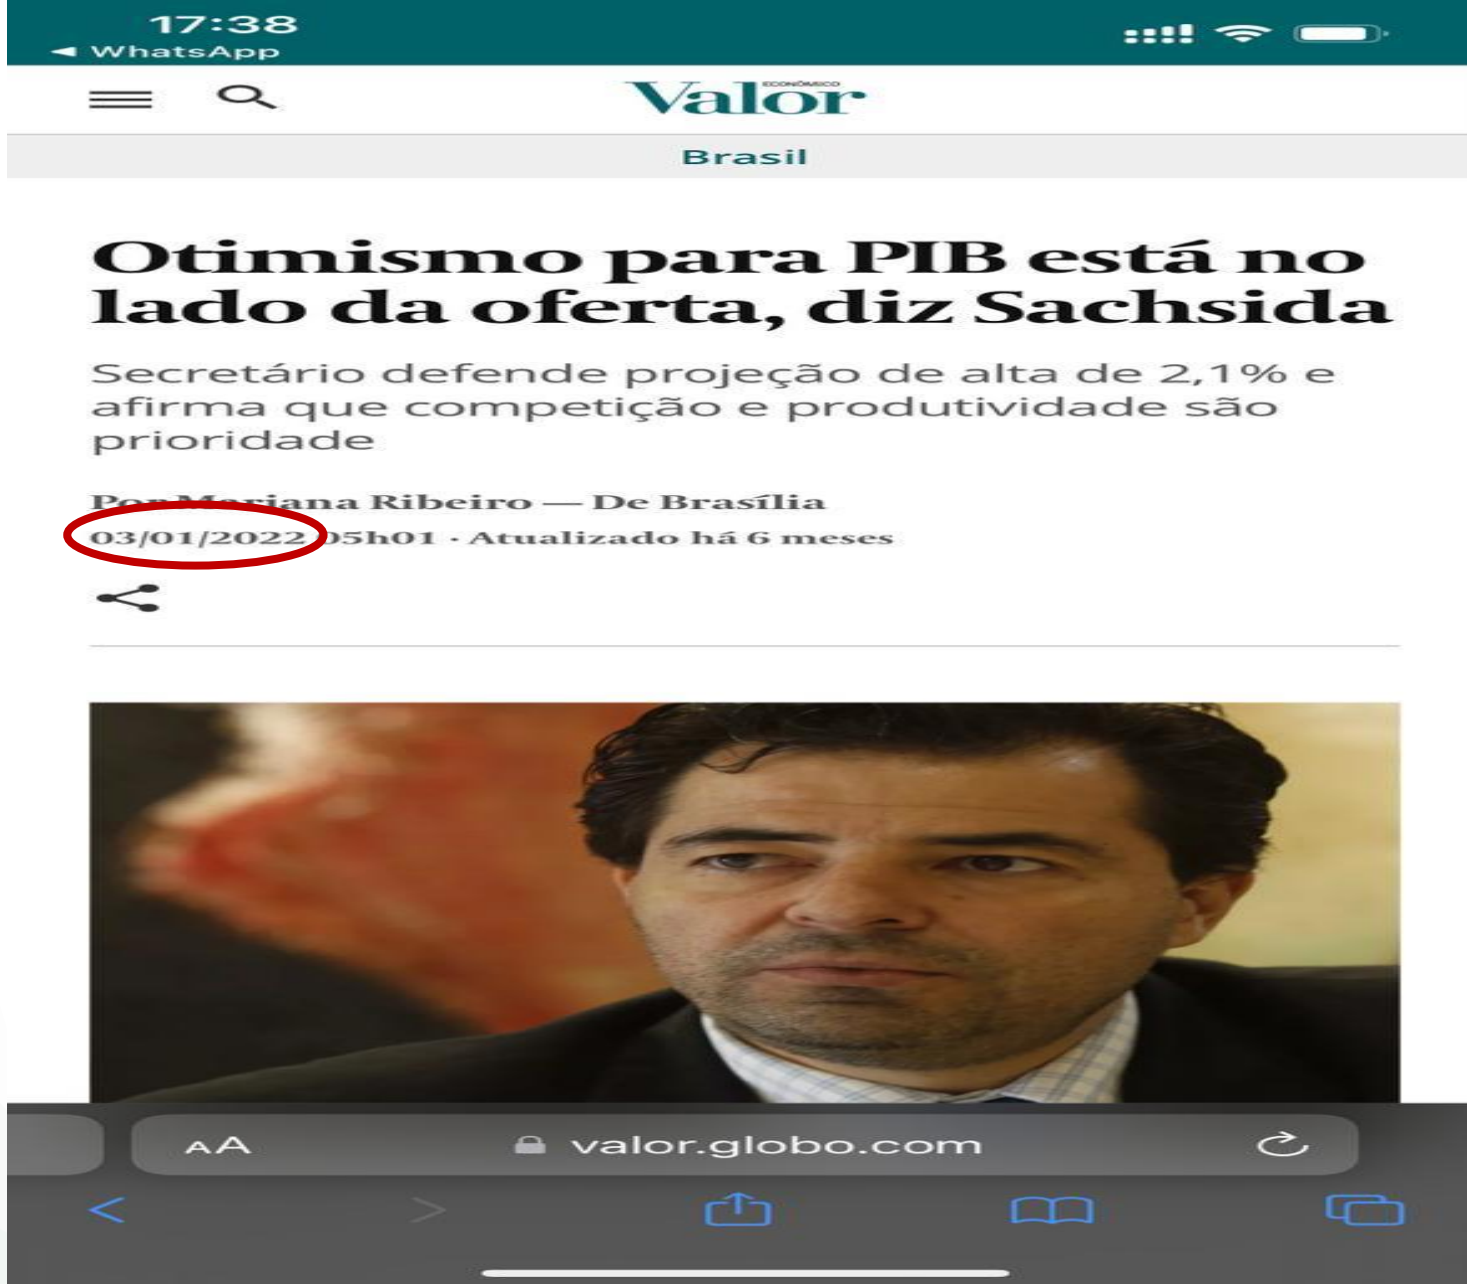 17:38
◄ WhatsApp
Valor
ECONÔMICO
Brasil
Otimismo para PIB está no
lado da oferta, diz Sachsida
Secretário defende projeção de alta de 2,1% e
afirma que competição e produtividade são
prioridade
Por Mariana Ribeiro — De Brasília
03/01/2022 05h01 · Atualizado há 6 meses
AA valor.globo.com